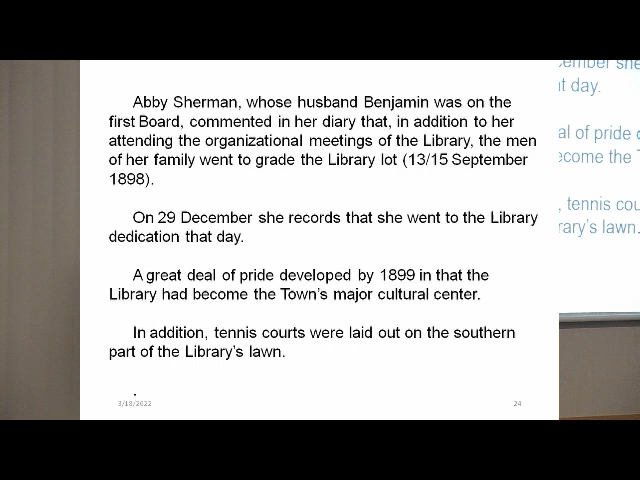 Abby Sherman, whose husband Benjamin was on the
first Board, commented in her diary that, in addition to her
attending the organizational meetings of the Library, the men
of her family went to grade the Library lot (13/15 September
1898).
On 29 December she records that she went to the Library
dedication that day.
A great deal of pride developed by 1899 in that the
Library had become the Town's major cultural center.
In addition, tennis courts were laid out on the southern
part of the Library's lawn.
.
3/18/2022
24
ember she
at day.
al of pride
ecome the
, tennis cou
rary's lawn.